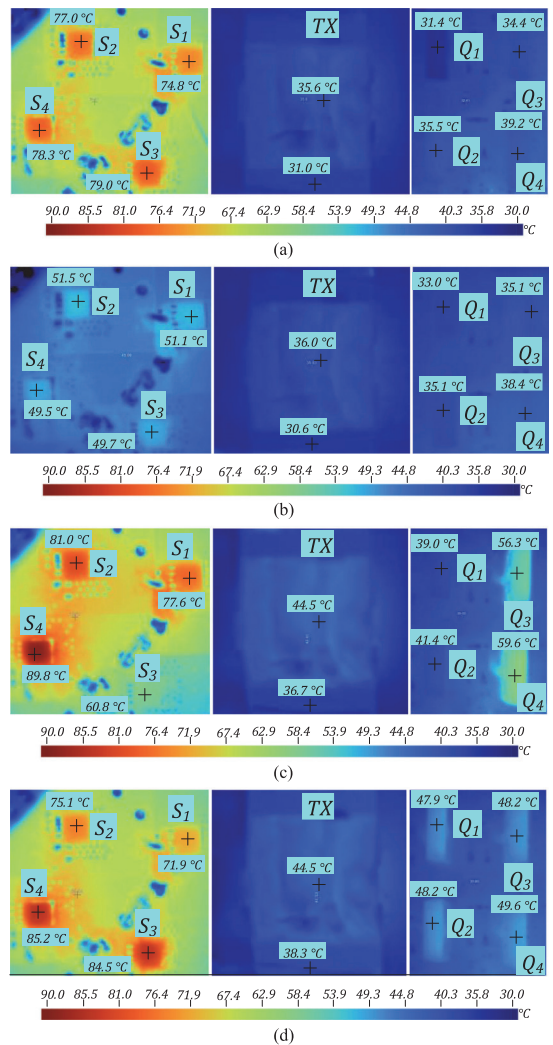 77.0 °C
S2
S1
74.8 °C
S4
78.3 °C
S3
79.0 °C
TX
35.6 °C
31.0 °C
31.4 °C
34.4 °C
Q1
Q3
35.5 °C
39.2 °C
Q2
Q4
90.0 85.5 81.0 76.4 71.9 67.4 62.9 58.4 53.9 49.3 44.8 40.3 35.8 30.0
°C
(a)
51.5 °C
S2
S1
51.1 °C
S4
49.5 °C
S3
49.7 °C
TX
36.0 °C
30.6 °C
33.0 °C
35.1 °C
Q1
Q3
35.1 °C
38.4 °C
Q2
Q4
90.0 85.5 81.0 76.4 71.9 67.4 62.9 58.4 53.9 49.3 44.8 40.3 35.8 30.0
°C
(b)
81.0 °C
S2
S1
77.6 °C
S4
89.8 °C
S3
60.8 °C
TX
44.5 °C
36.7 °C
39.0 °C
56.3 °C
Q1
Q3
41.4 °C
59.6 °C
Q2
Q4
90.0 85.5 81.0 76.4 71.9 67.4 62.9 58.4 53.9 49.3 44.8 40.3 35.8 30.0
°C
(c)
75.1 °C
S2
S1
71.9 °C
S4
85.2 °C
S3
84.5 °C
TX
44.5 °C
38.3 °C
47.9 °C
48.2 °C
Q1
Q3
48.2 °C
49.6 °C
Q2
Q4
90.0 85.5 81.0 76.4 71.9 67.4 62.9 58.4 53.9 49.3 44.8 40.3 35.8 30.0
°C
(d)